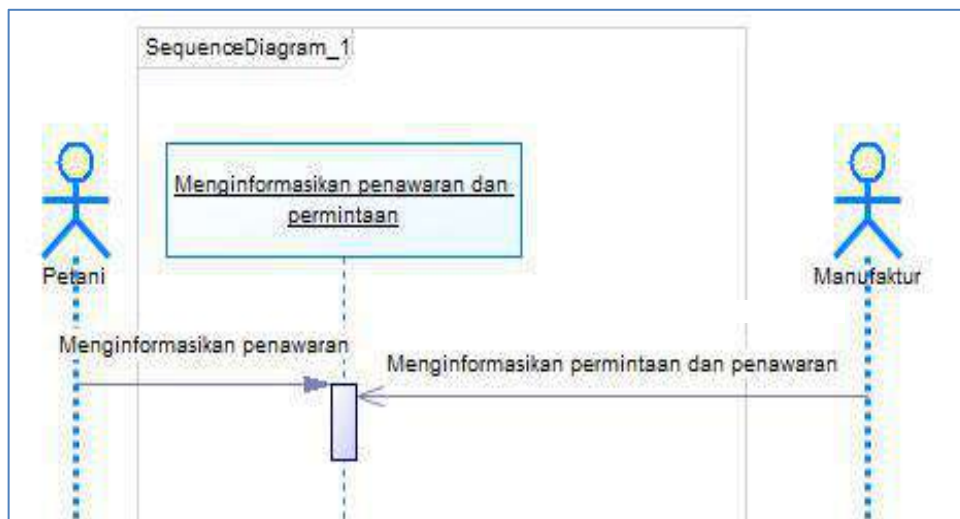 SequenceDiagram_1
Menginformasikan penawaran dan
permintaan
Petani
Manufaktur
Menginformasikan penawaran
Menginformasikan permintaan dan penawaran